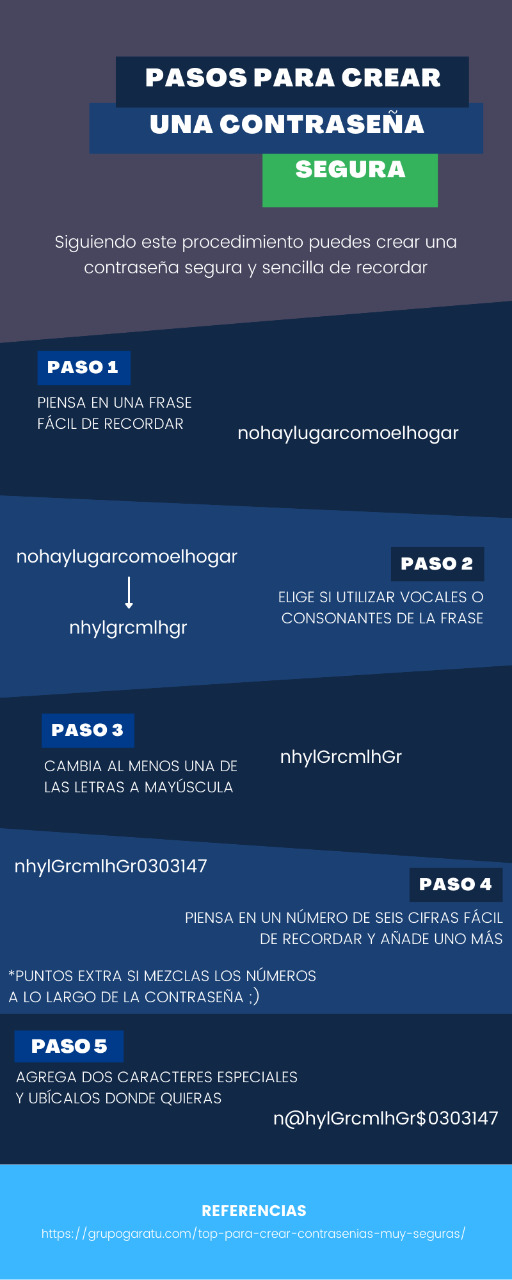 PASOS PARA CREAR
UNA CONTRASEÑA
SEGURA
Siguiendo este procedimiento puedes crear una
contraseña segura y sencilla de recordar
PASO 1
PIENSA EN UNA FRASE
FÁCIL DE RECORDAR
nohaylugarcomoelhogar
nohaylugarcomoelhogar
nhylgrcmlhgr
PASO 2
ELIGE SI UTILIZAR VOCALES O
CONSONANTES DE LA FRASE
PASO 3
CAMBIA AL MENOS UNA DE
LAS LETRAS A MAYÚSCULA
nhylGrcmlhGr
nhylGrcmlhGr0303147
PASO 4
PIENSA EN UN NÚMERO DE SEIS CIFRAS FÁCIL
DE RECORDAR Y AÑADE UNO MÁS
*PUNTOS EXTRA SI MEZCLAS LOS NÚMEROS
A LO LARGO DE LA CONTRASEÑA ;)
PASO 5
AGREGA DOS CARACTERES ESPECIALES
Y UBÍCALOS DONDE QUIERAS
n@hylGrcmlhGr$0303147
REFERENCIAS
https://grupogaratu.com/top-para-crear-contrasenias-muy-seguras/